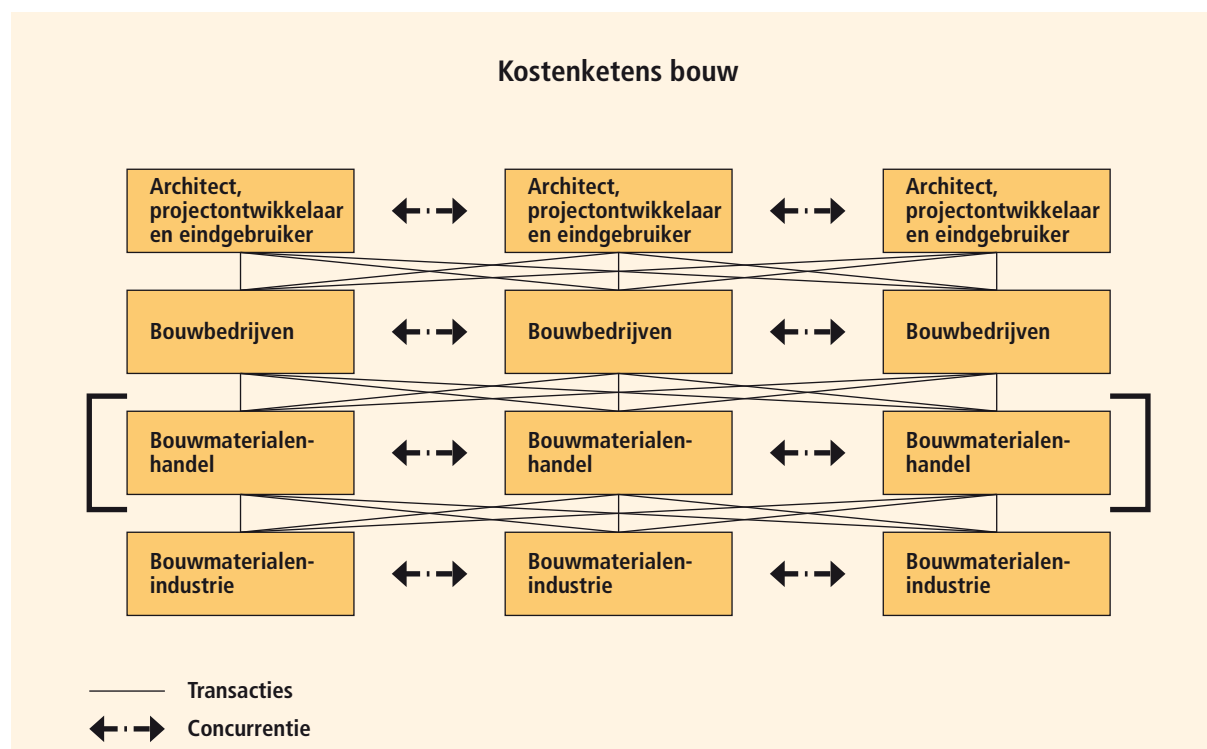 Kostenketens bouw
Architect,
projectontwikkelaar
en eindgebruiker
Architect,
projectontwikkelaar
en eindgebruiker
Architect,
projectontwikkelaar
en eindgebruiker
Bouwbedrijven
Bouwbedrijven
Bouwbedrijven
Bouwmaterialen-
handel
Bouwmaterialen-
handel
Bouwmaterialen-
handel
Bouwmaterialen-
industrie
Bouwmaterialen-
industrie
Bouwmaterialen-
industrie
Transacties
Concurrentie